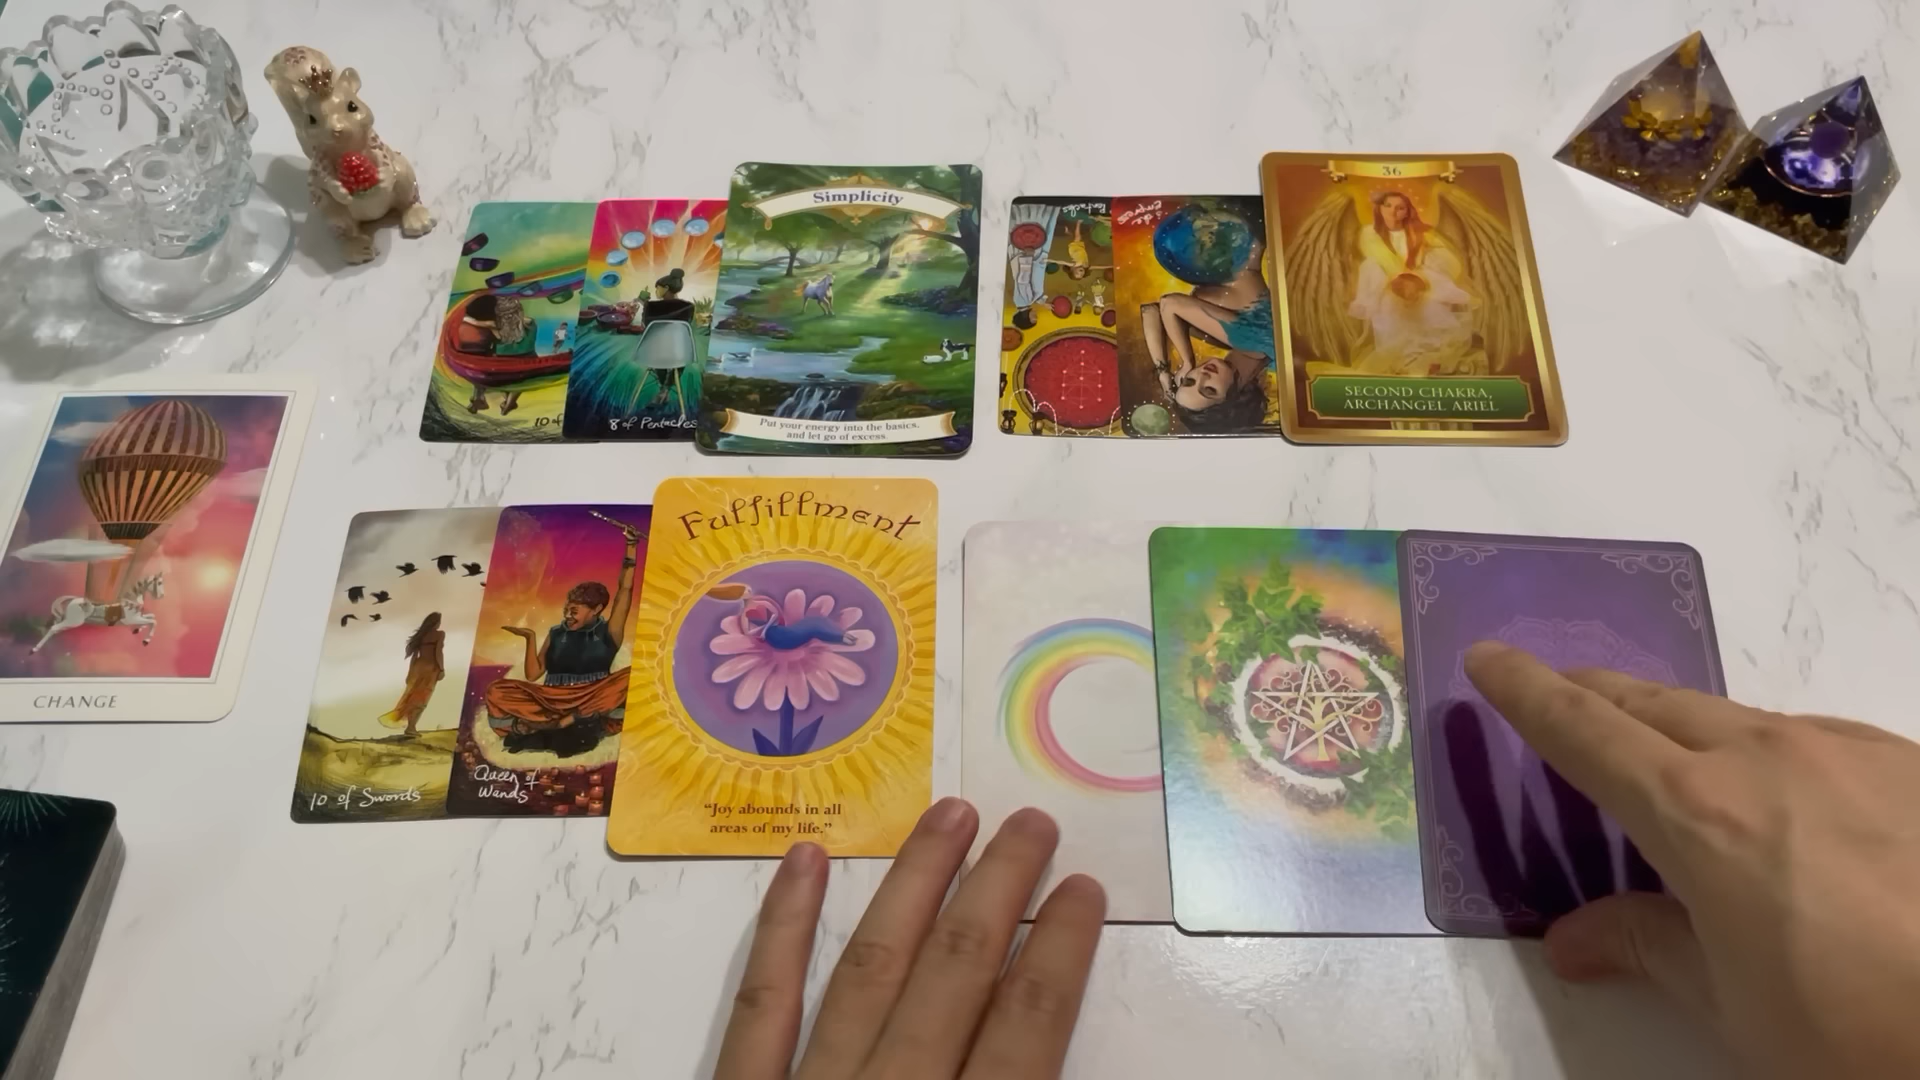 Simplicity
Put your energy into the basics,
and let go of excess.
10 of
8 of Pentacles
Pentacles
Empress
36
SECOND CHAKRA,
ARCHANGEL ARIEL
CHANGE
10 of Swords
Queen of
Wands
Fulfillment
“Joy abounds in all
areas of my life.”